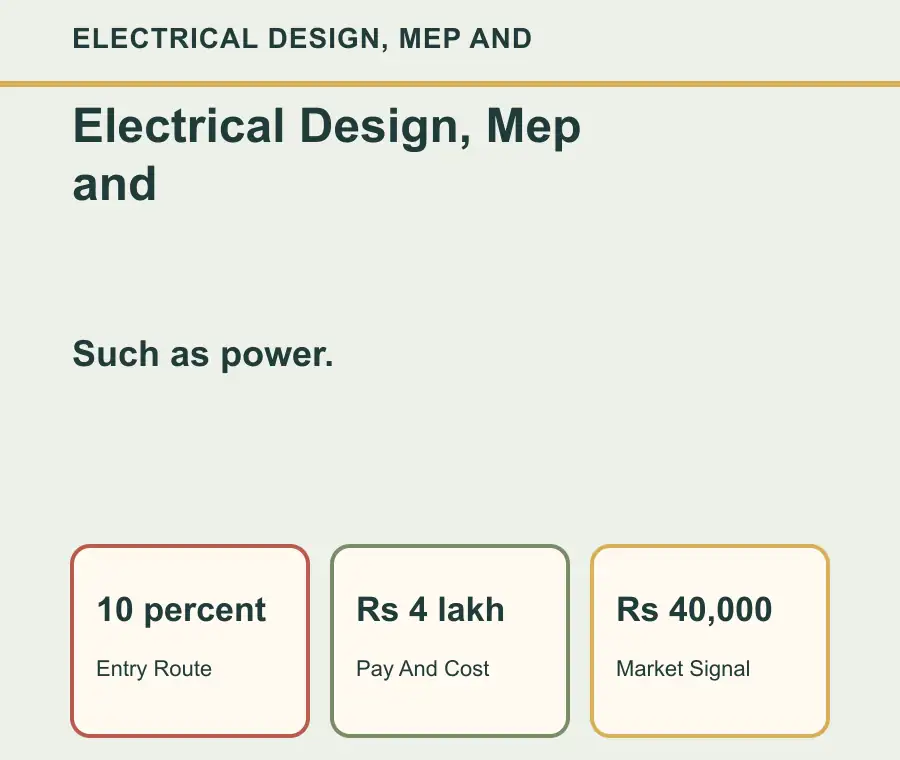 ELECTRICAL DESIGN, MEP AND
Electrical Design, Mep
and
Such as power.
10 percent
Entry Route
Rs 4 lakh
Pay And Cost
Rs 40,000
Market Signal